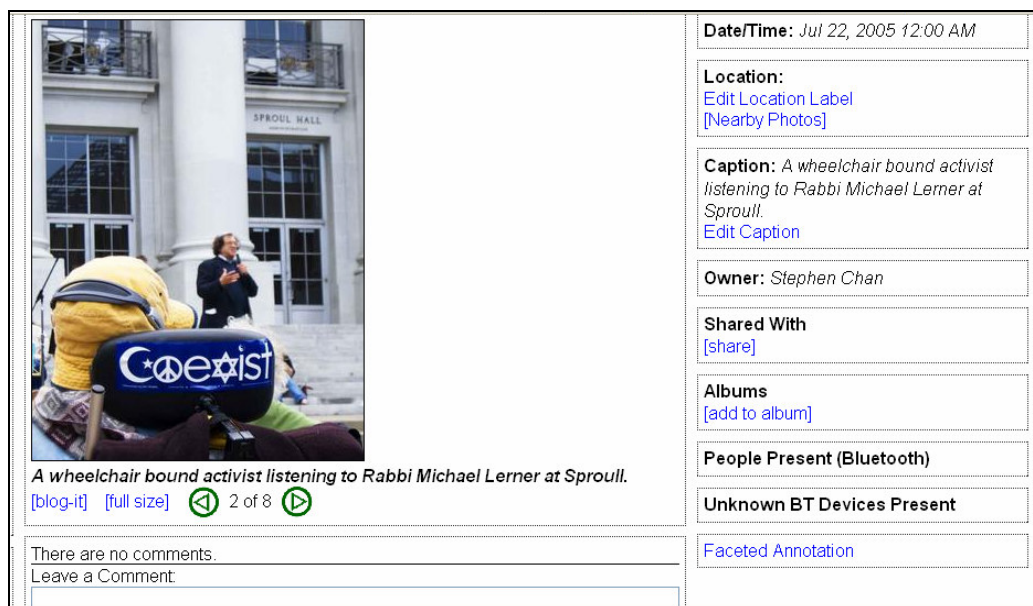 SPROUL HALL
Coexist
A wheelchair bound activist listening to Rabbi Michael Lerner at Sproull.
[blog-it] [full size] 2 of 8
There are no comments.
Leave a Comment:
Date/Time: Jul 22, 2005 12:00 AM
Location:
Edit Location Label
[Nearby Photos]
Caption: A wheelchair bound activist
listening to Rabbi Michael Lerner at
Sproull.
Edit Caption
Owner: Stephen Chan
Shared With
[share]
Albums
[add to album]
People Present (Bluetooth)
Unknown BT Devices Present
Faceted Annotation